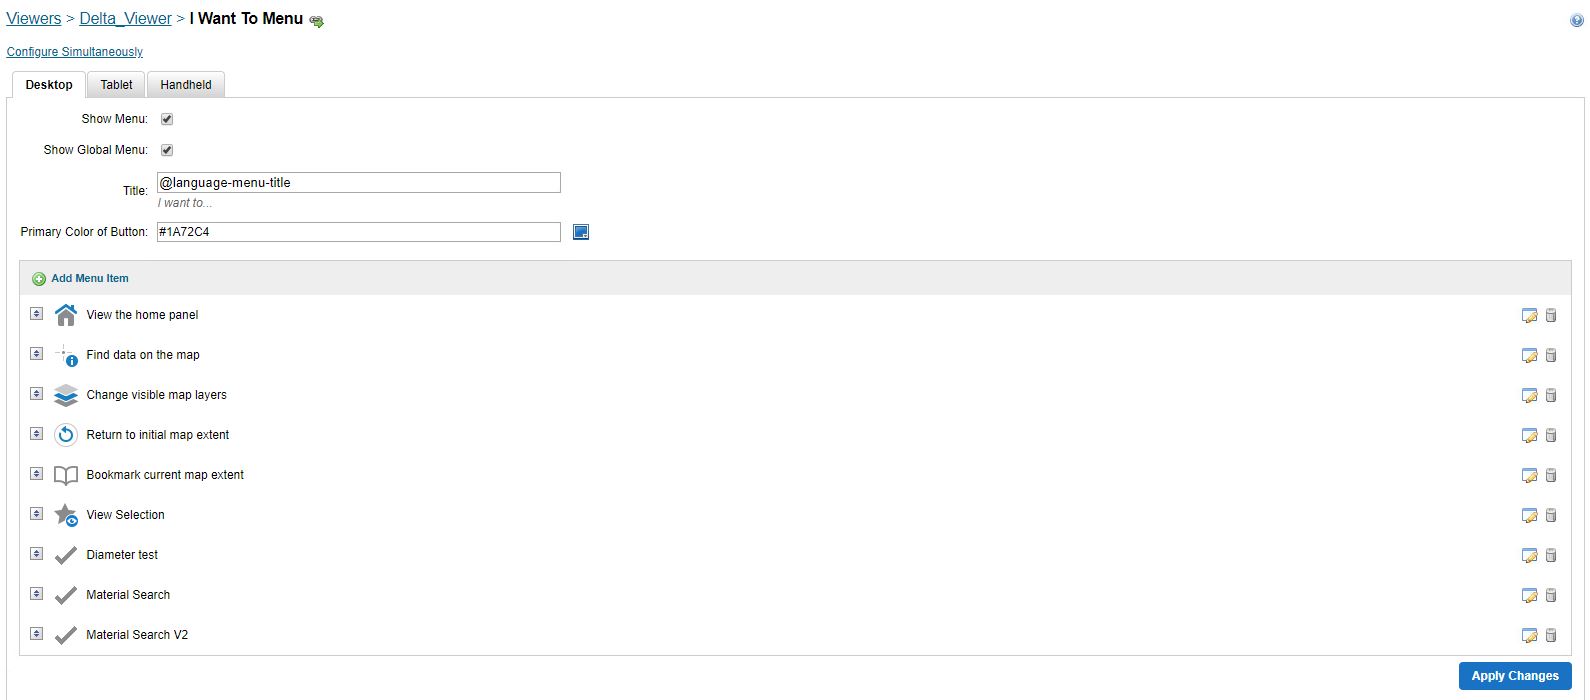 Viewers > Delta_Viewer > I Want To Menu
Configure Simultaneously
Desktop Tablet Handheld
Show Menu:
Show Global Menu:
Title: @language-menu-title
I want to...
Primary Color of Button: #1A72C4
Add Menu Item
View the home panel
Find data on the map
Change visible map layers
Return to initial map extent
Bookmark current map extent
View Selection
Diameter test
Material Search
Material Search V2
Apply Changes